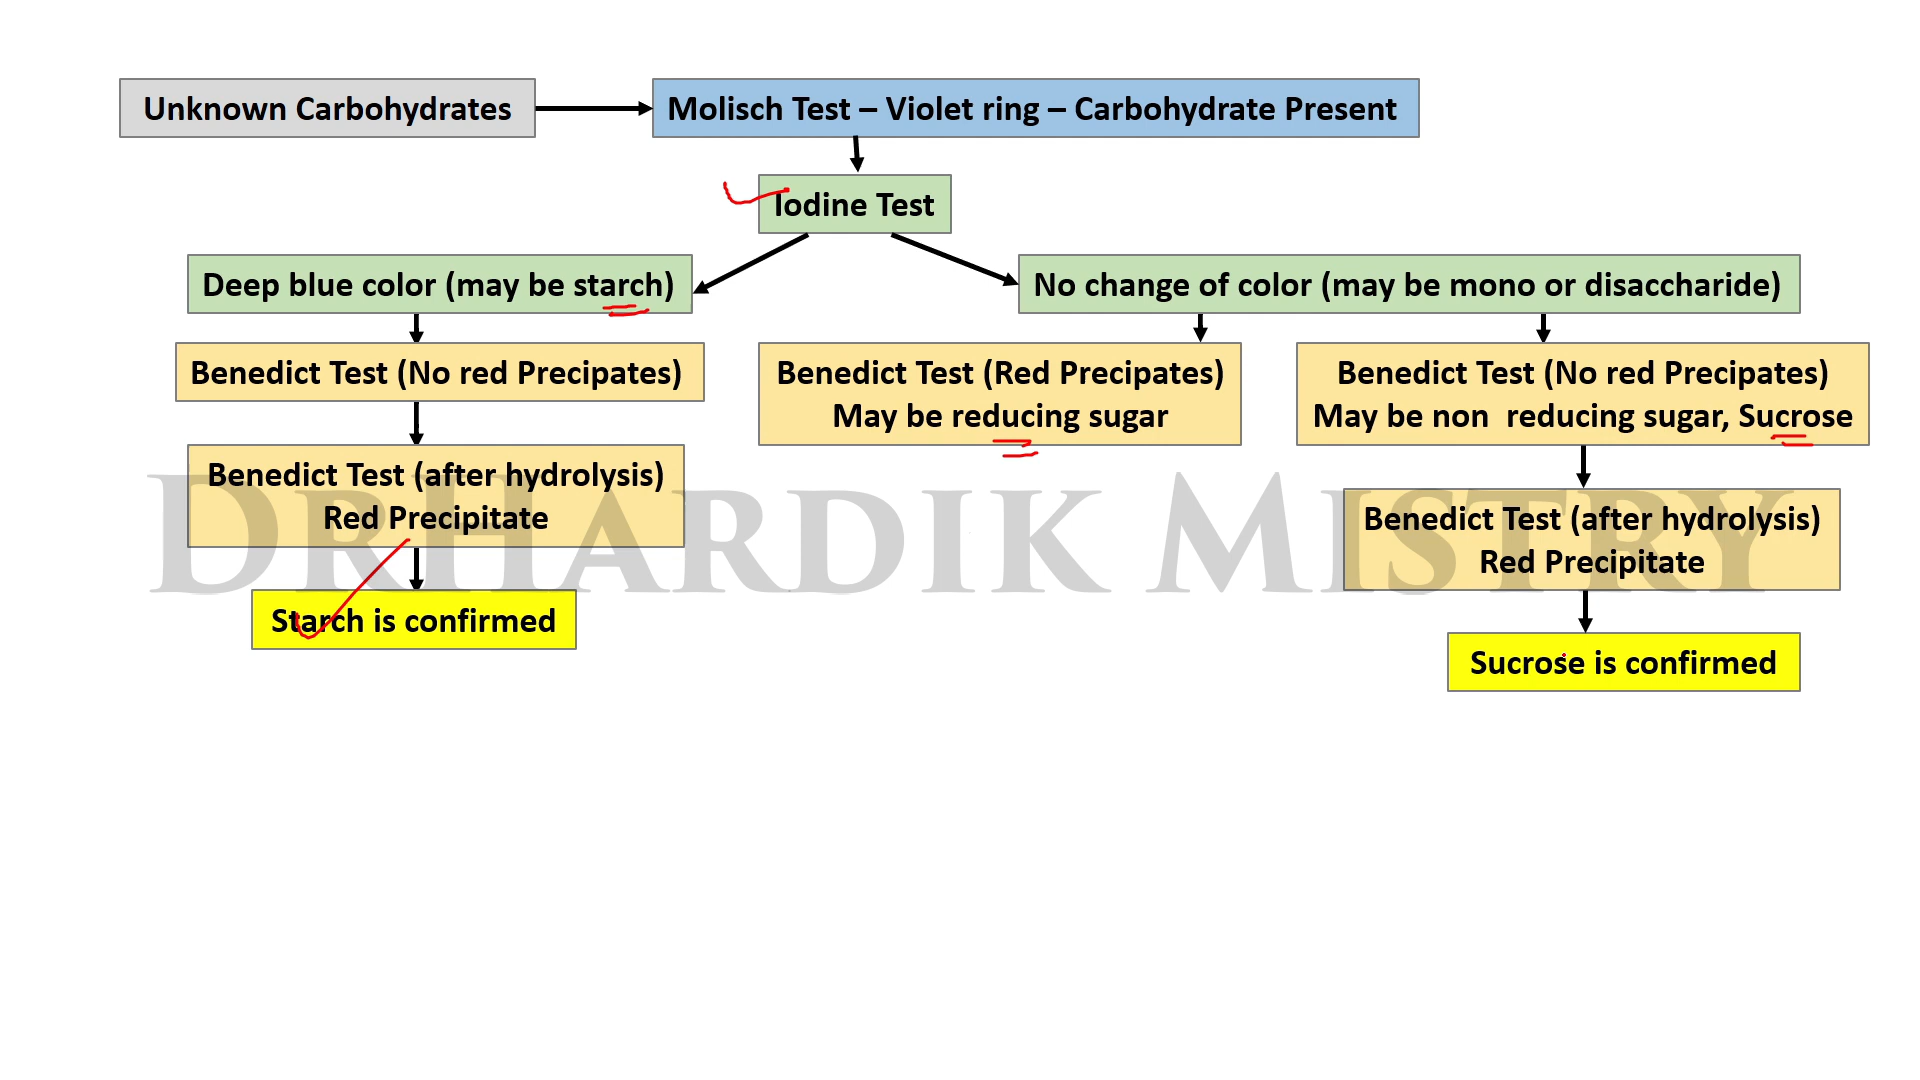 Unknown Carbohydrates
Molisch Test – Violet ring – Carbohydrate Present
Iodine Test
Deep blue color (may be starch)
No change of color (may be mono or disaccharide)
Benedict Test (No red Precipates)
Benedict Test (Red Precipates)
May be reducing sugar
Benedict Test (No red Precipates)
May be non  reducing sugar, Sucrose
Benedict Test (after hydrolysis)
Red Precipitate
Benedict Test (after hydrolysis)
Red Precipitate
DrHardik Mistry
Starch is confirmed
Sucrose is confirmed